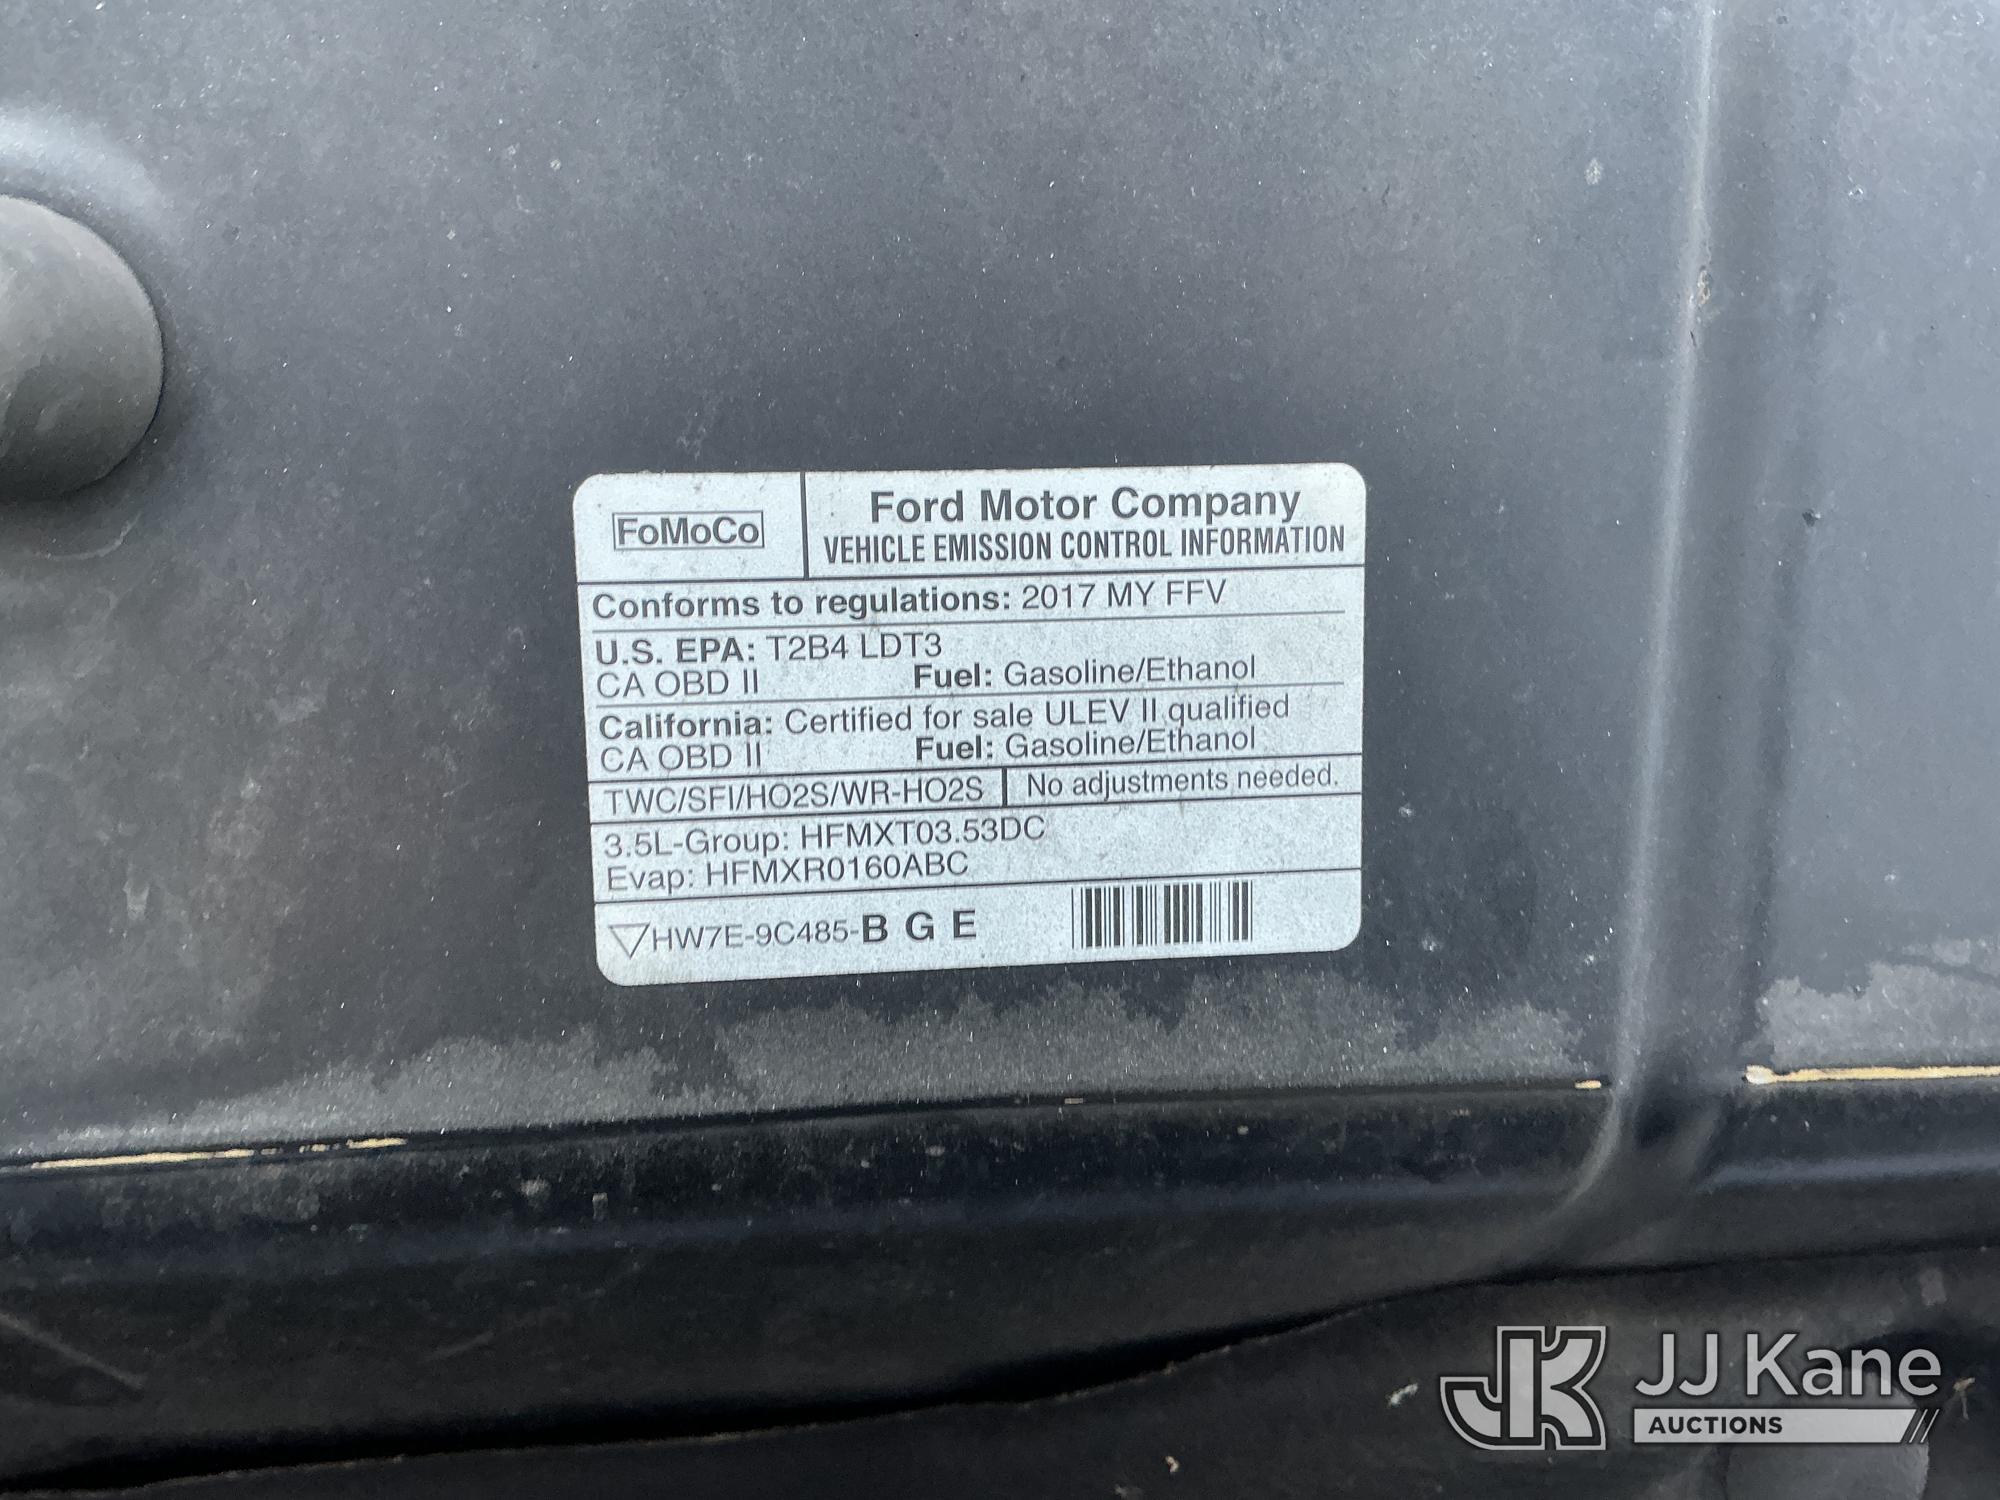 FoMoCo
Ford Motor Company
VEHICLE EMISSION CONTROL INFORMATION
Conforms to regulations: 2017 MY FFV
U.S. EPA: T2B4 LDT3
CA OBD II Fuel: Gasoline/Ethanol
California: Certified for sale ULEV II qualified
CA OBD II Fuel: Gasoline/Ethanol
TWC/SFI/HO2S/WR-HO2S No adjustments needed.
3.5L-Group: HFMXT03.53DC
Evap: HFMXR0160ABC
HW7E-9C485-B G E
JK JJ Kane
AUCTIONS